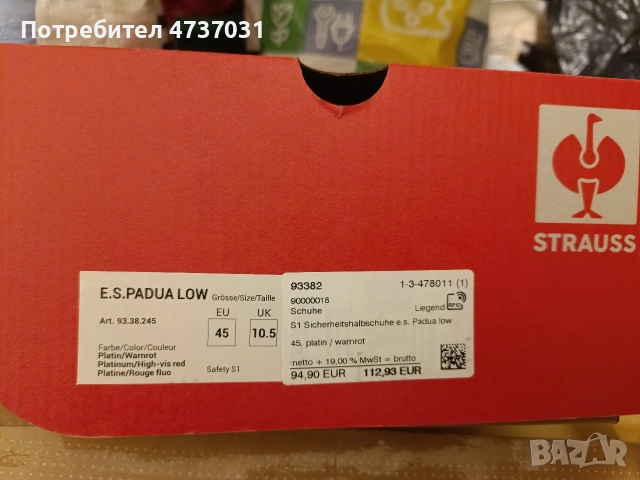 Потребител 4737031
STRAUSS
E.S.PADUA LOW
Grösse/Size/Taille
Art. 93.38.245
EU
UK
45
10.5
Farbe/Color/Couleur
Platin/Warnrot
Platinum/High-vis red
Platine/Rouge fluo
Safety S1
93382
1-3-478011 (1)
90000018
Schuhe
Liegend
RFID
S1 Sicherheitshalbschuhe e.s. Padua low
45, platin / warnrot
netto + 19,00 % MwSt = brutto
94,90 EUR
112,93 EUR
BAZAR